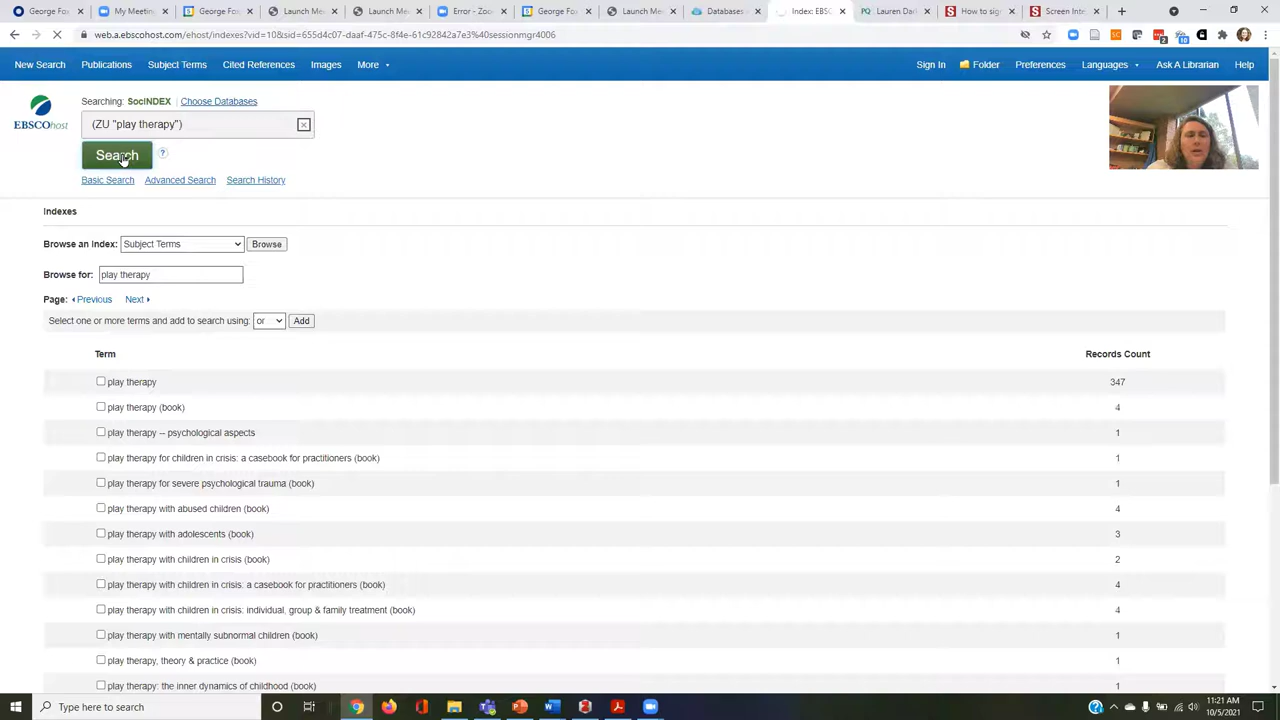 George Fox
My Meeting
George Fox
Launch Me
Launch Me
Error - Zoo
George Fox
Launch Me
Databases
Index: EBSC
Lauren Dar
How to sig
Screen Inte
web.a.ebscohost.com/ehost/indexes?vid=10&sid=655d4c07-daaf-475c-8f4e-61c92842a7e3%40sessionmgr4006
New Search Publications Subject Terms Cited References Images More Sign In Folder Preferences Languages Ask A Librarian Help
Searching: SocINDEX | Choose Databases
EBSCOhost
(ZU "play therapy")
Search
Basic Search Advanced Search Search History
Indexes
Browse an Index: Subject Terms Browse
Browse for: play therapy
Page: Previous Next
Select one or more terms and add to search using: or Add
Term Records Count
play therapy 347
play therapy (book) 4
play therapy -- psychological aspects 1
play therapy for children in crisis: a casebook for practitioners (book) 1
play therapy for severe psychological trauma (book) 1
play therapy with abused children (book) 4
play therapy with adolescents (book) 3
play therapy with children in crisis (book) 2
play therapy with children in crisis: a casebook for practitioners (book) 4
play therapy with children in crisis: individual, group & family treatment (book) 4
play therapy with mentally subnormal children (book) 1
play therapy, theory & practice (book) 1
play therapy: the inner dynamics of childhood (book) 1
Type here to search
11:21 AM
10/5/2021